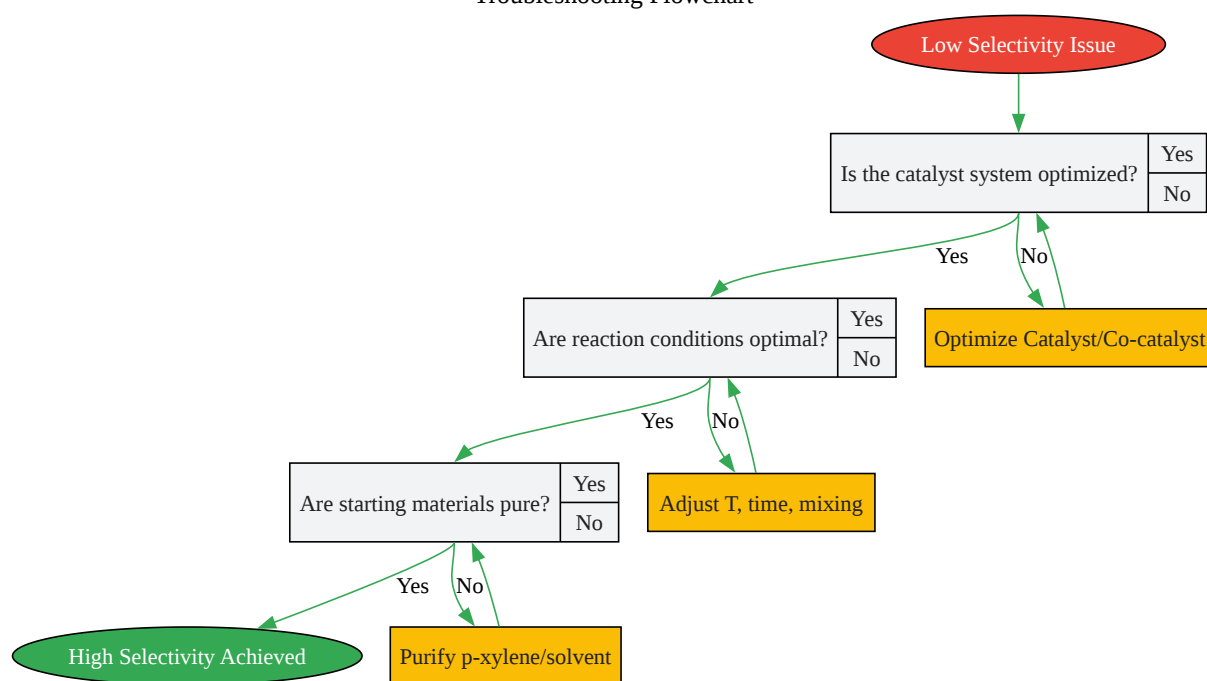 Troubleshooting Flowchart
Low Selectivity Issue
Is the catalyst system optimized?
Yes
No
Yes
No
Are reaction conditions optimal?
Yes
No
Optimize Catalyst/Co-catalyst
Yes
No
Are starting materials pure?
Yes
No
Adjust T, time, mixing
Yes
No
High Selectivity Achieved
Purify p-xylene/solvent